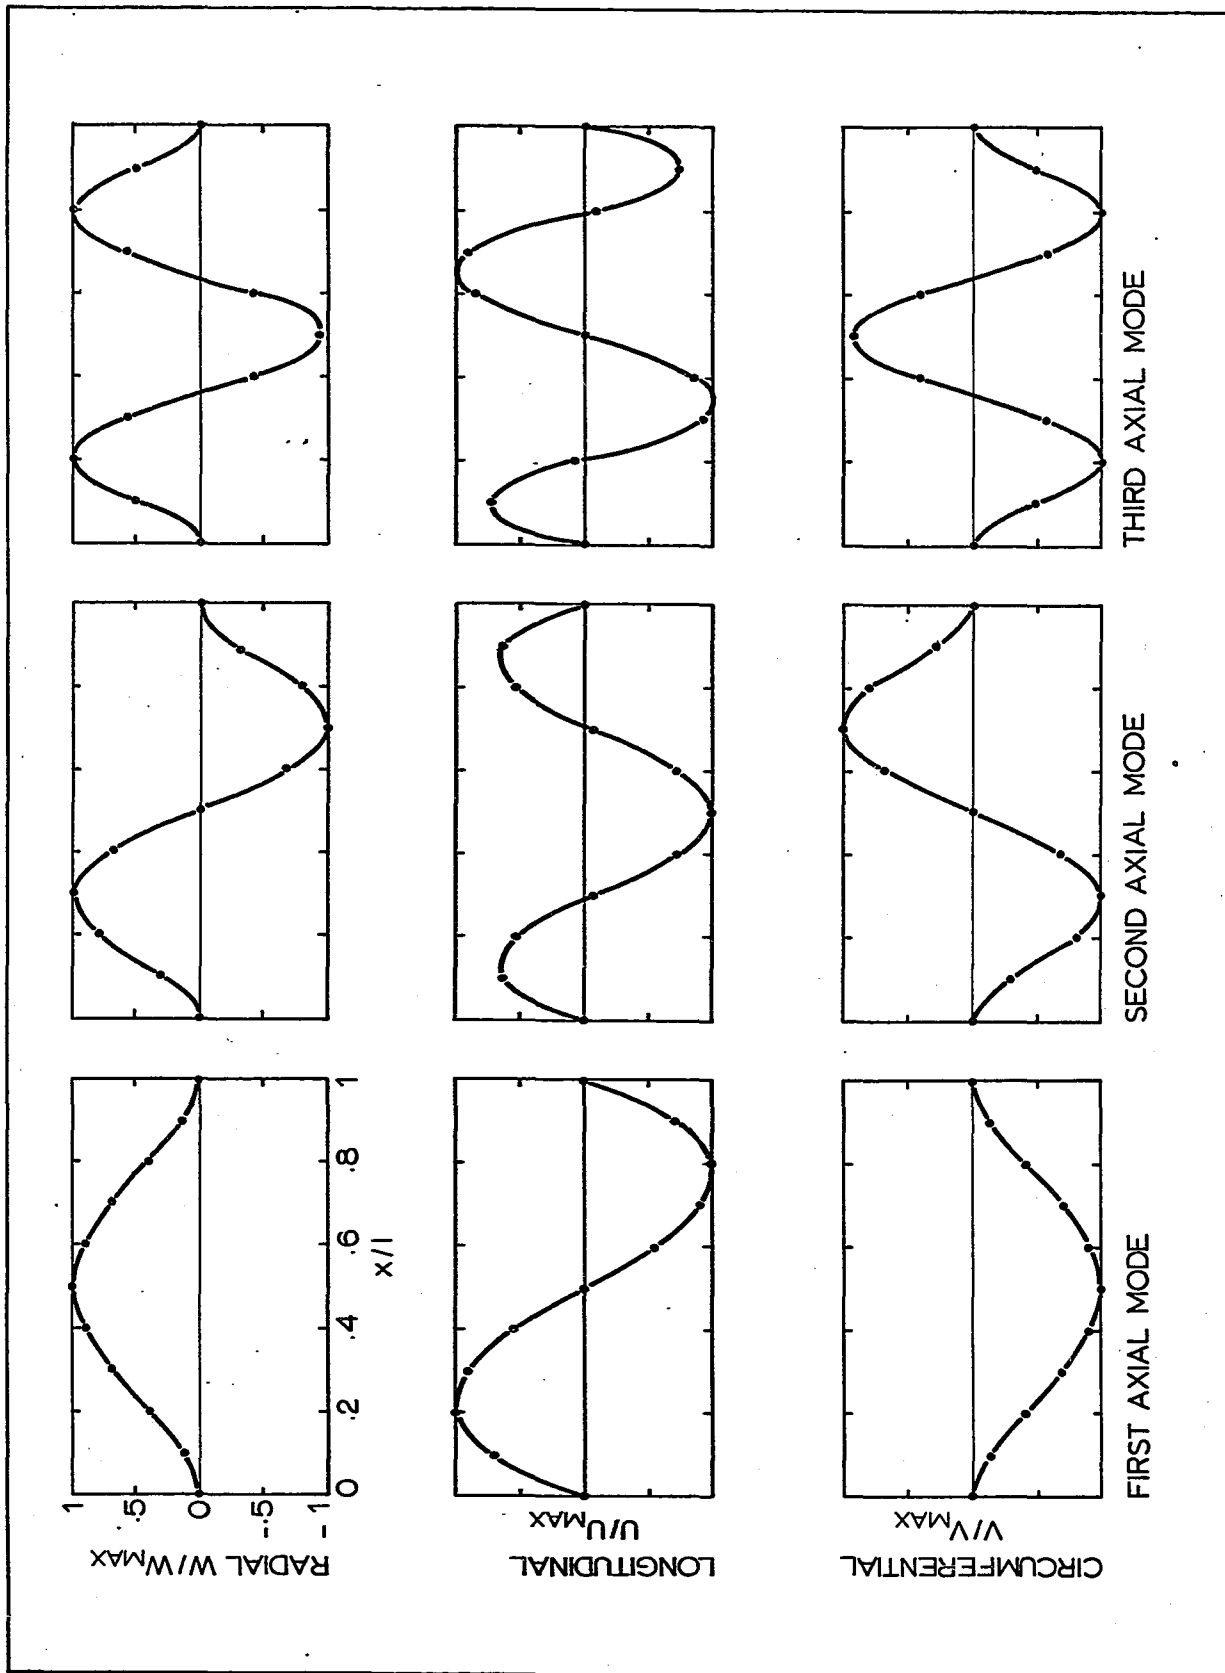 RADIAL W/WMAX
1
.5
0
-.5
-1
0
.2
.4
.6
.8
1
x/l
LONGITUDINAL
U/UMAX
CIRCUMFERENTIAL
V/VMAX
FIRST AXIAL MODE
SECOND AXIAL MODE
THIRD AXIAL MODE